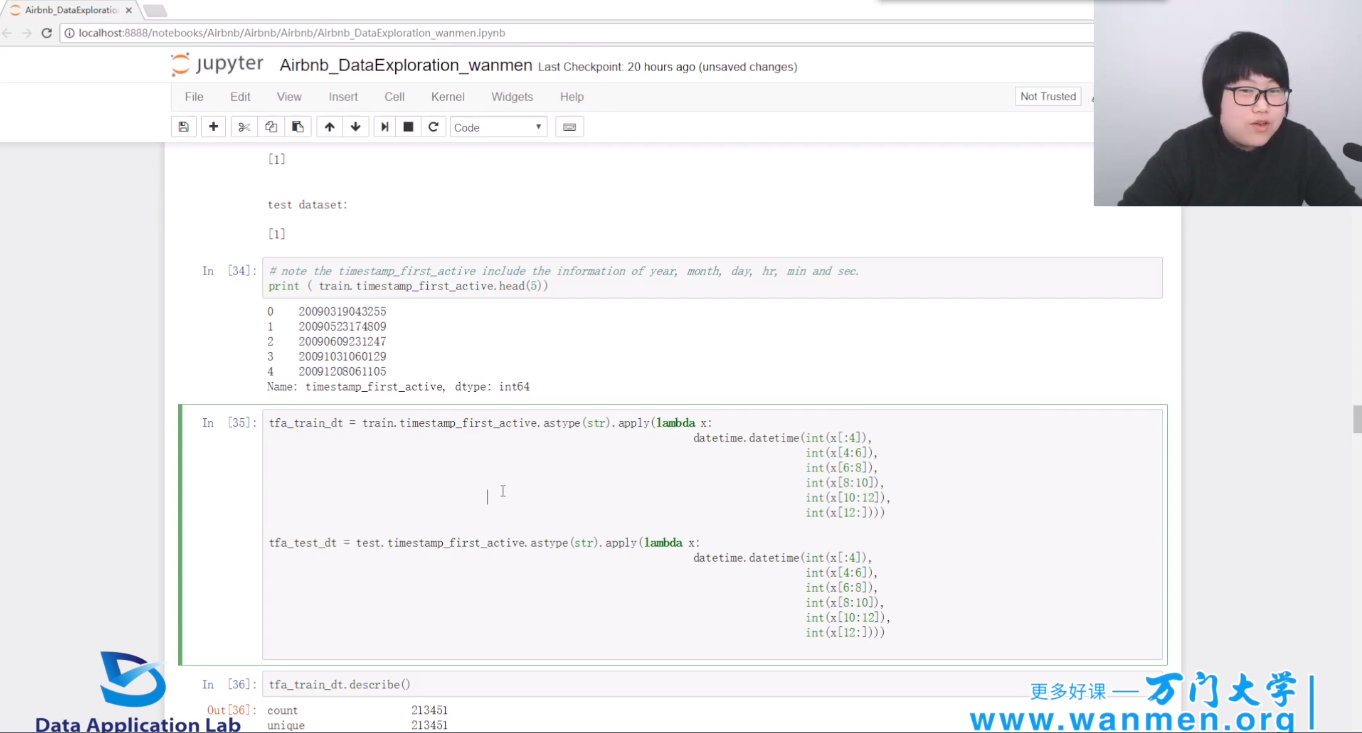 Airbnb_DataExploratio
localhost:8888/notebooks/Airbnb/Airbnb/Airbnb/Airbnb_DataExploration_wanmen.ipynb
jupyter Airbnb_DataExploration_wanmen Last Checkpoint: 20 hours ago (unsaved changes)
File Edit View Insert Cell Kernel Widgets Help Not Trusted
Code
[1]
test dataset:
[1]
In [34]: # note the timestamp_first_active include the information of year, month, day, hr, min and sec.
print ( train.timestamp_first_active.head(5))
0 20090319043255
1 20090523174809
2 20090609231247
3 20091031060129
4 20091208061105
Name: timestamp_first_active, dtype: int64
In [35]: tfa_train_dt = train.timestamp_first_active.astype(str).apply(lambda x:
datetime.datetime(int(x[:4]),
int(x[4:6]),
int(x[6:8]),
int(x[8:10]),
int(x[10:12]),
int(x[12:])))
tfa_test_dt = test.timestamp_first_active.astype(str).apply(lambda x:
datetime.datetime(int(x[:4]),
int(x[4:6]),
int(x[6:8]),
int(x[8:10]),
int(x[10:12]),
int(x[12:])))
In [36]: tfa_train_dt.describe()
Out[36]: count 213451
unique 213451
Data Application Lab
更多好课 — 万门大学
www.wanmen.org